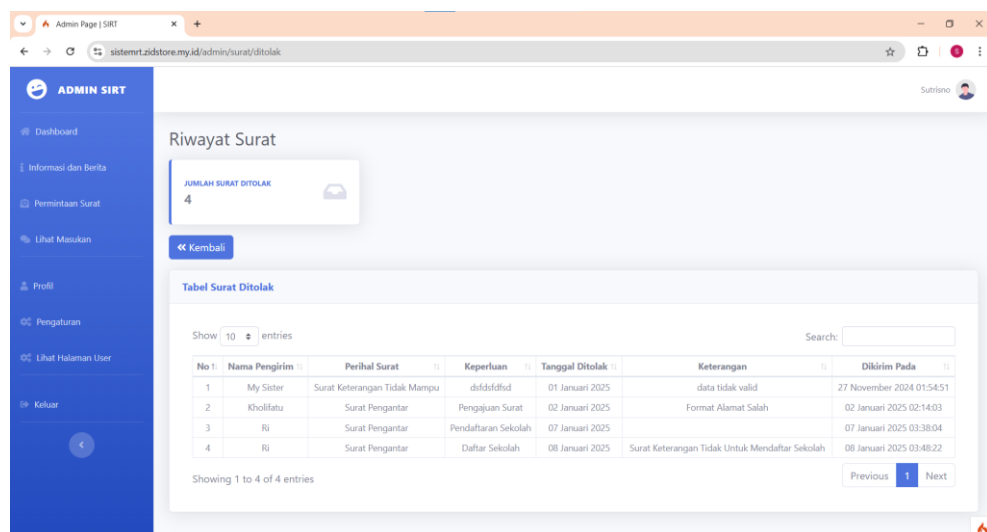 Admin Page | SIRT
sistemrt.zidstore.my.id/admin/surat/ditolak
S
ADMIN SIRT
Sutrisno
Dashboard
Informasi dan Berita
Permintaan Surat
Lihat Masukan
Profil
Pengaturan
Lihat Halaman User
Keluar
Riwayat Surat
JUMLAH SURAT DITOLAK
4
Kembali
Tabel Surat Ditolak
Show 10 entries Search:
No Nama Pengirim Perihal Surat Keperluan Tanggal Ditolak Keterangan Dikirim Pada
1 My Sister Surat Keterangan Tidak Mampu dsfdsfdfsd 01 Januari 2025 data tidak valid 27 November 2024 01:54:51
2 Kholifatu Surat Pengantar Pengajuan Surat 02 Januari 2025 Format Alamat Salah 02 Januari 2025 02:14:03
3 Ri Surat Pengantar Pendaftaran Sekolah 07 Januari 2025 07 Januari 2025 03:38:04
4 Ri Surat Pengantar Daftar Sekolah 08 Januari 2025 Surat Keterangan Tidak Untuk Mendaftar Sekolah 08 Januari 2025 03:48:22
Showing 1 to 4 of 4 entries Previous 1 Next